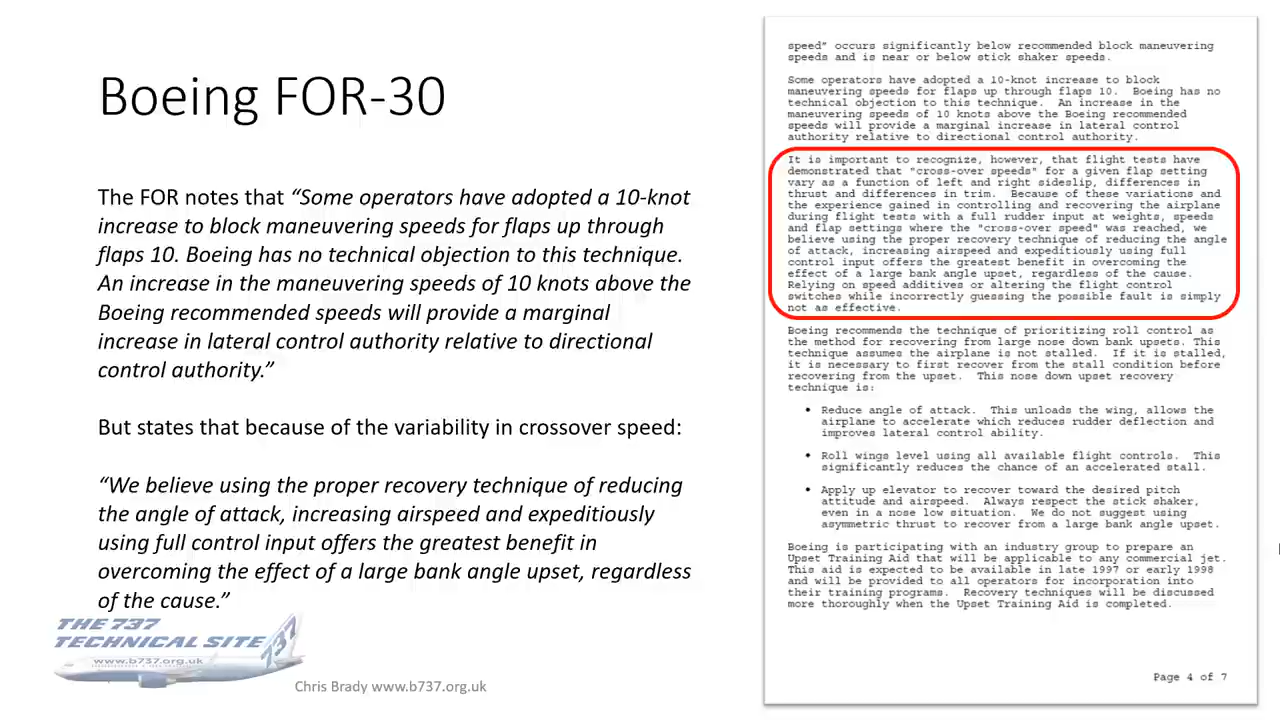 Boeing FOR-30
The FOR notes that “Some operators have adopted a 10-knot
increase to block maneuvering speeds for flaps up through
flaps 10. Boeing has no technical objection to this technique.
An increase in the maneuvering speeds of 10 knots above the
Boeing recommended speeds will provide a marginal
increase in lateral control authority relative to directional
control authority.”
But states that because of the variability in crossover speed:
“We believe using the proper recovery technique of reducing
the angle of attack, increasing airspeed and expeditiously
using full control input offers the greatest benefit in
overcoming the effect of a large bank angle upset, regardless
of the cause.”
THE 737
TECHNICAL SITE
737
www.b737.org.uk
Chris Brady www.b737.org.uk
speed" occurs significantly below recommended block maneuvering
speeds and is near or below stick shaker speeds.
Some operators have adopted a 10-knot increase to block
maneuvering speeds for flaps up through flaps 10. Boeing has no
technical objection to this technique. An increase in the
maneuvering speeds of 10 knots above the Boeing recommended
speeds will provide a marginal increase in lateral control
authority relative to directional control authority.
It is important to recognize, however, that flight tests have
demonstrated that "cross-over speeds" for a given flap setting
vary as a function of left and right sideslip, differences in
thrust and differences in trim. Because of these variations and
the experience gained in controlling and recovering the airplane
during flight tests with a full rudder input at weights, speeds
and flap settings where the "cross-over speed" was reached, we
believe using the proper recovery technique of reducing the angle
of attack, increasing airspeed and expeditiously using full
control input offers the greatest benefit in overcoming the
effect of a large bank angle upset, regardless of the cause.
Relying on speed additives or altering the flight control
switches while incorrectly guessing the possible fault is simply
not as effective.
Boeing recommends the technique of prioritizing roll control as
the method for recovering from large nose down bank upsets. This
technique assumes the airplane is not stalled. If it is stalled,
it is necessary to first recover from the stall condition before
recovering from the upset. This nose down upset recovery
technique is:
• Reduce angle of attack. This unloads the wing, allows the
airplane to accelerate which reduces rudder deflection and
improves lateral control ability.
• Roll wings level using all available flight controls. This
significantly reduces the chance of an accelerated stall.
• Apply up elevator to recover toward the desired pitch
attitude and airspeed. Always respect the stick shaker,
even in a nose low situation. We do not suggest using
asymmetric thrust to recover from a large bank angle upset.
Boeing is participating with an industry group to prepare an
Upset Training Aid that will be applicable to any commercial jet.
This aid is expected to be available in late 1997 or early 1998
and will be provided to all operators for incorporation into
their training programs. Recovery techniques will be discussed
more thoroughly when the Upset Training Aid is completed.
Page 4 of 7